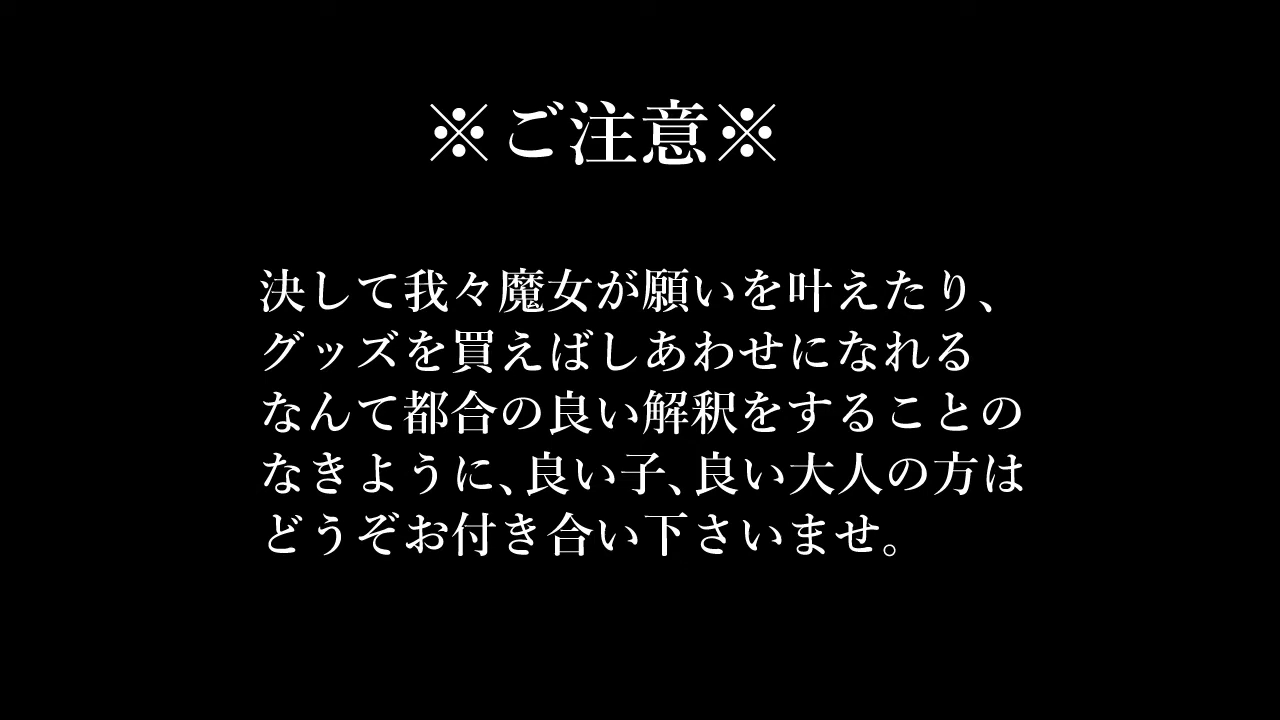 ※ご注意※
決して我々魔女が願いを叶えたり、
グッズを買えばしあわせになれる
なんて都合の良い解釈をすることの
なきように、良い子、良い大人の方は
どうぞお付き合い下さいませ。